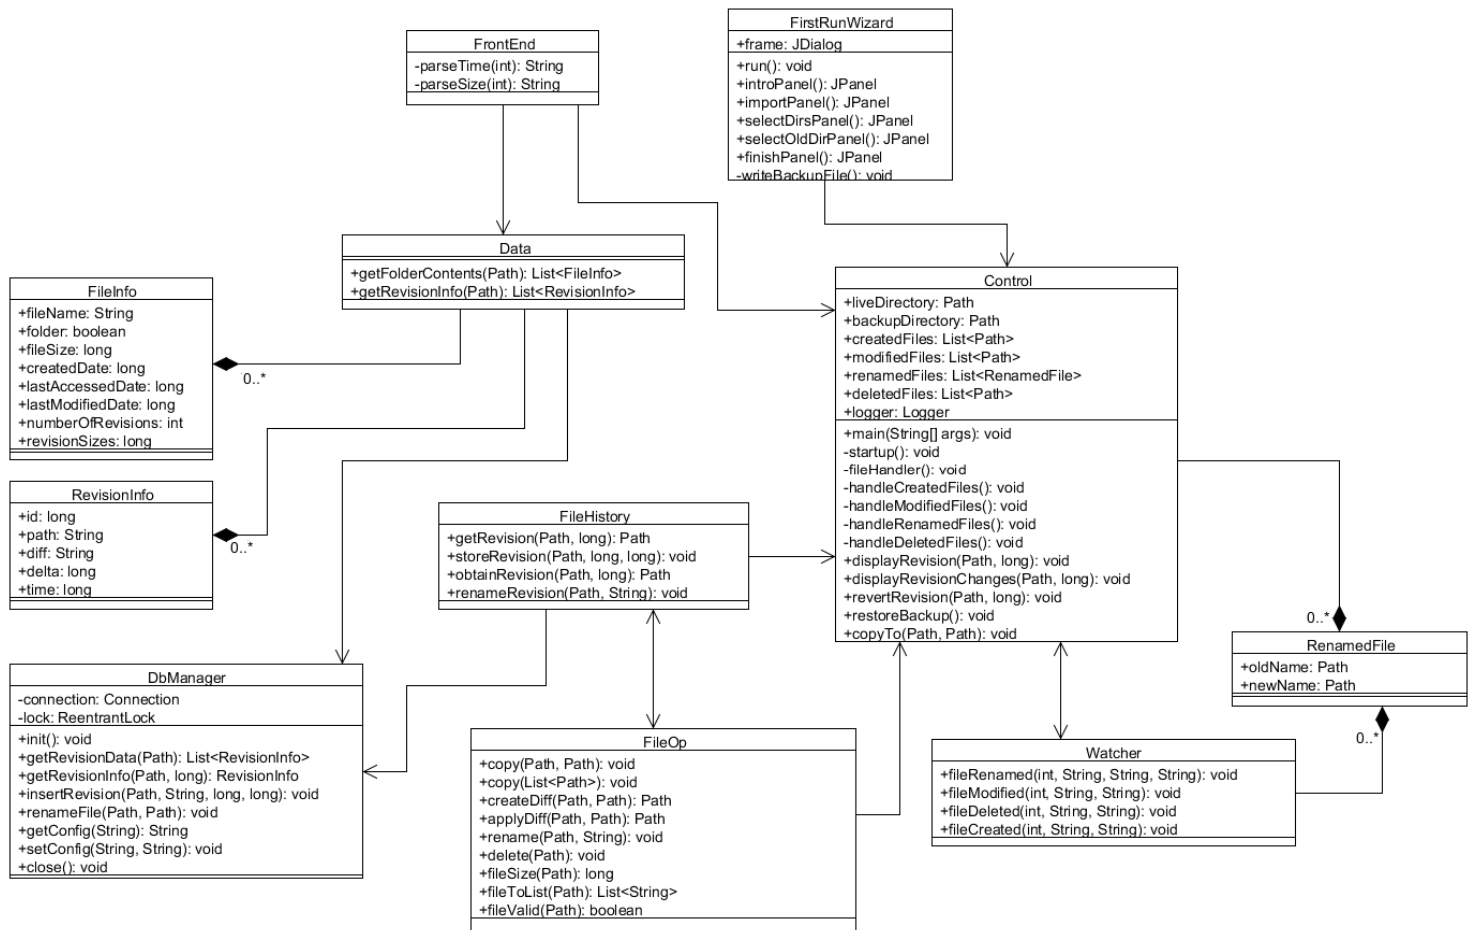 FrontEnd
-parseTime(int): String
-parseSize(int): String
FirstRunWizard
+frame: JDialog
+run(): void
+introPanel(): JPanel
+importPanel(): JPanel
+selectDirsPanel(): JPanel
+selectOldDirPanel(): JPanel
+finishPanel(): JPanel
-writeBackupFile(): void
Data
+getFolderContents(Path): List<FileInfo>
+getRevisionInfo(Path): List<RevisionInfo>
FileInfo
+fileName: String
+folder: boolean
+fileSize: long
+createdDate: long
+lastAccessedDate: long
+lastModifiedDate: long
+numberOfRevisions: int
+revisionSizes: long
0..*
Control
+liveDirectory: Path
+backupDirectory: Path
+createdFiles: List<Path>
+modifiedFiles: List<Path>
+renamedFiles: List<RenamedFile>
+deletedFiles: List<Path>
+logger: Logger
+main(String[] args): void
-startup(): void
-fileHandler(): void
-handleCreatedFiles(): void
-handleModifiedFiles(): void
-handleRenamedFiles(): void
-handleDeletedFiles(): void
+displayRevision(Path, long): void
+displayRevisionChanges(Path, long): void
+revertRevision(Path, long): void
+restoreBackup(): void
+copyTo(Path, Path): void
RevisionInfo
+id: long
+path: String
+diff: String
+delta: long
+time: long
0..*
FileHistory
+getRevision(Path, long): Path
+storeRevision(Path, long, long): void
+obtainRevision(Path, long): Path
+renameRevision(Path, String): void
0..*
RenamedFile
+oldName: Path
+newName: Path
0..*
DbManager
-connection: Connection
-lock: ReentrantLock
+init(): void
+getRevisionData(Path): List<RevisionInfo>
+getRevisionInfo(Path, long): RevisionInfo
+insertRevision(Path, String, long, long): void
+renameFile(Path, Path): void
+getConfig(String): String
+setConfig(String, String): void
+close(): void
FileOp
+copy(Path, Path): void
+copy(List<Path>): void
+createDiff(Path, Path): Path
+applyDiff(Path, Path): Path
+rename(Path, String): void
+delete(Path): void
+fileSize(Path): long
+fileToList(Path): List<String>
+fileValid(Path): boolean
Watcher
+fileRenamed(int, String, String, String): void
+fileModified(int, String, String): void
+fileDeleted(int, String, String): void
+fileCreated(int, String, String): void